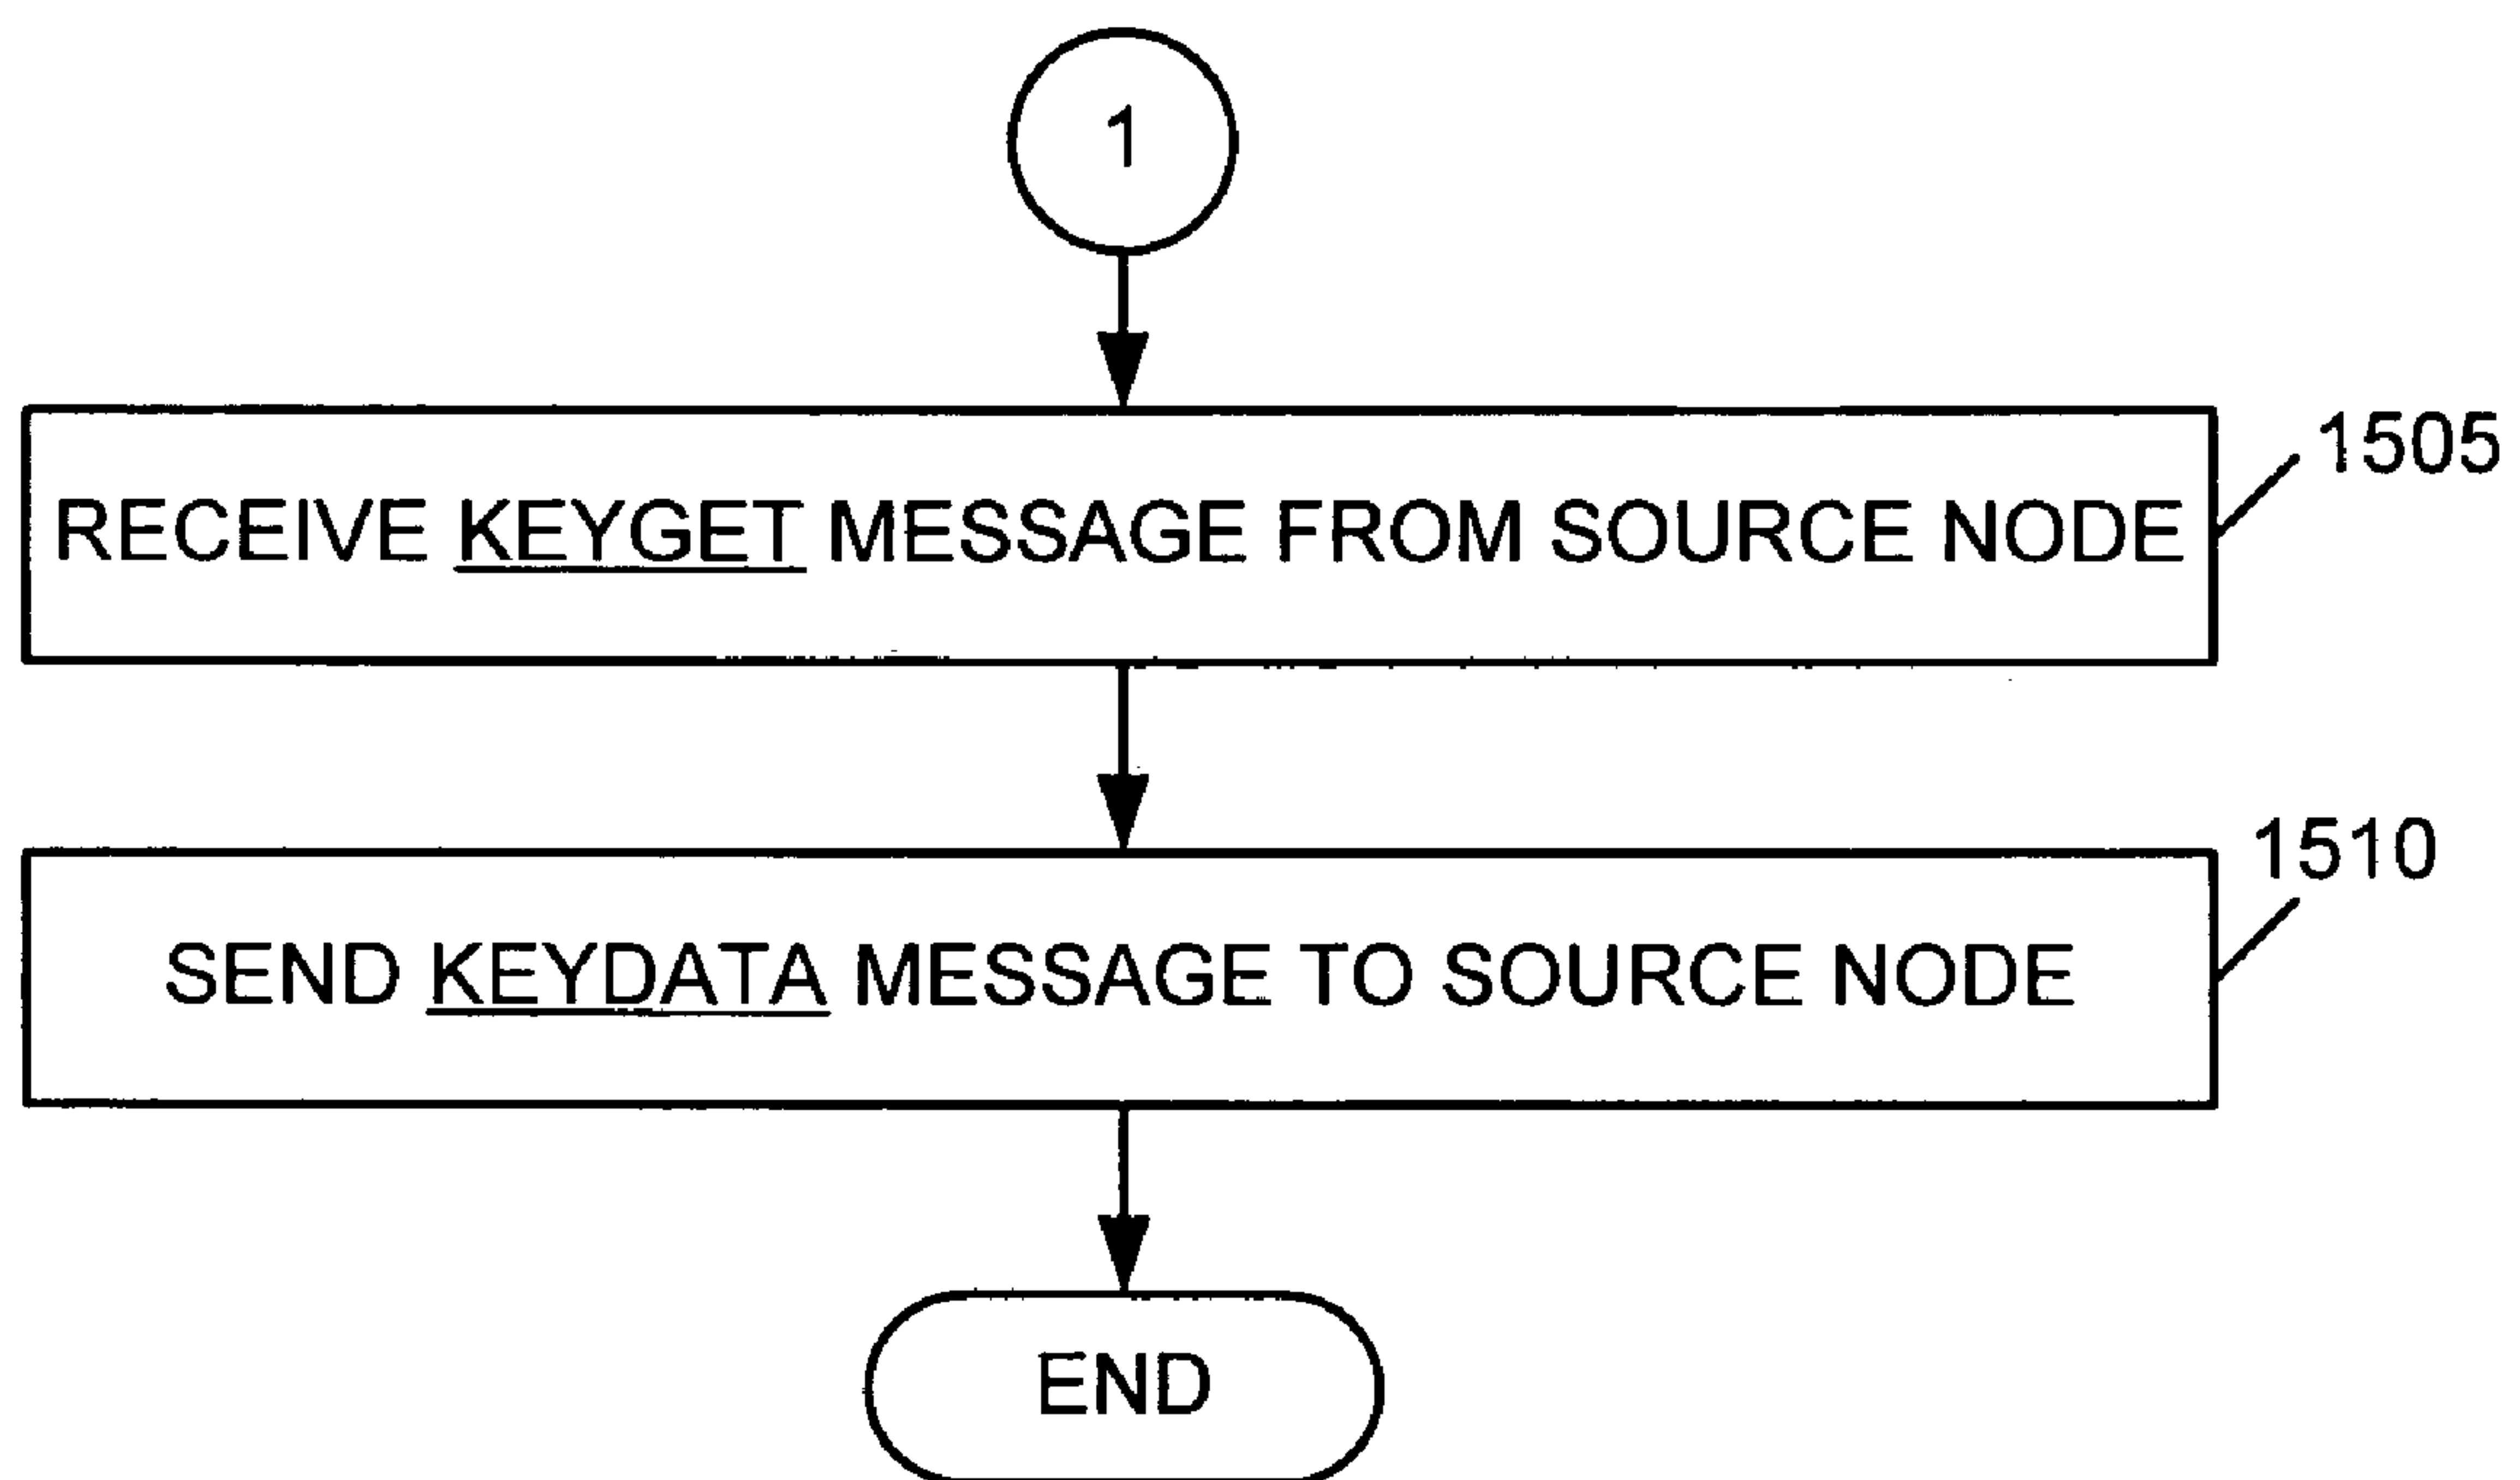 1
1505
RECEIVE KEYGET MESSAGE FROM SOURCE NODE
1510
SEND KEYDATA MESSAGE TO SOURCE NODE
END